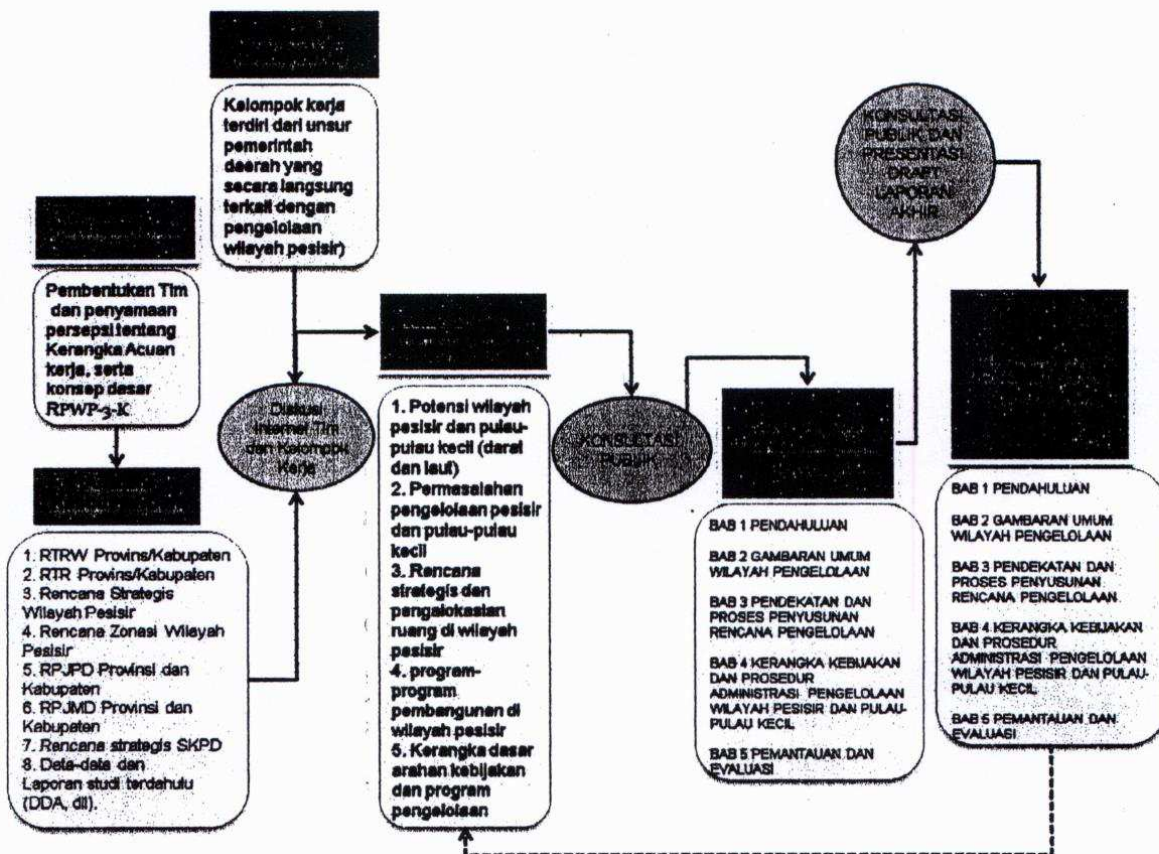 Kelompok kerja
terdiri dari unsur
pemerintah
daerah yang
secara langsung
terkait dengan
pengelolaan
wilayah pesisir)
Pembentukan Tim
dan penyamaan
persepsi tentang
Kerangka Acuan
kerja, serta
konsep dasar
RPWP-3-K
1. RTRW Provins/Kabupaten
2. RTR Provins/Kabupaten
3. Rencana Strategis
Wilayah Pesisir
4. Rencana Zonasi Wilayah
Pesisir
5. RPJPD Provinsi dan
Kabupaten
6. RPJMD Provinsi dan
Kabupaten
7. Rencana strategis SKPD
8. Data-data dan
Laporan studi terdahulu
(DDA, dll).
Diskusi
Internal Tim
dan Kelompok
Kerja
1. Potensi wilayah
pesisir dan pulau-
pulau kecil (darat
dan laut)
2. Permasalahan
pengelolaan pesisir
dan pulau-pulau
kecil
3. Rencana
strategis dan
pengalokasian
ruang di wilayah
pesisir
4. program-
program
pembangunan di
wilayah pesisir
5. Kerangka dasar
arahan kebijakan
dan program
pengelolaan
KONSULTASI
PUBLIK
BAB 1 PENDAHULUAN
BAB 2 GAMBARAN UMUM
WILAYAH PENGELOLAAN
BAB 3 PENDEKATAN DAN
PROSES PENYUSUNAN
RENCANA PENGELOLAAN
BAB 4 KERANGKA KEBIJAKAN
DAN PROSEDUR
ADMINISTRASI PENGELOLAAN
WILAYAH PESISIR DAN PULAU-
PULAU KECIL
BAB 5 PEMANTAUAN DAN
EVALUASI
KONSULTASI
PUBLIK DAN
PRESENTASI
DRAFT
LAPORAN
AKHIR
BAB 1 PENDAHULUAN
BAB 2 GAMBARAN UMUM
WILAYAH PENGELOLAAN
BAB 3 PENDEKATAN DAN
PROSES PENYUSUNAN
RENCANA PENGELOLAAN
BAB 4 KERANGKA KEBIJAKAN
DAN PROSEDUR
ADMINISTRASI PENGELOLAAN
WILAYAH PESISIR DAN PULAU-
PULAU KECIL
BAB 5 PEMANTAUAN DAN
EVALUASI